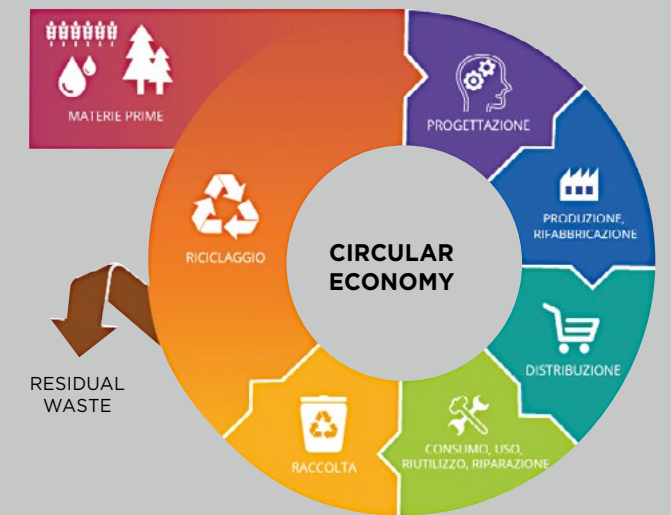 MATERIE PRIME
PROGETTAZIONE
PRODUZIONE,
RIFABBRICAZIONE
DISTRIBUZIONE
CONSUMO, USO,
RIUTILIZZO, RIPARAZIONE
RACCOLTA
RICICLAGGIO
RESIDUAL
WASTE
CIRCULAR
ECONOMY